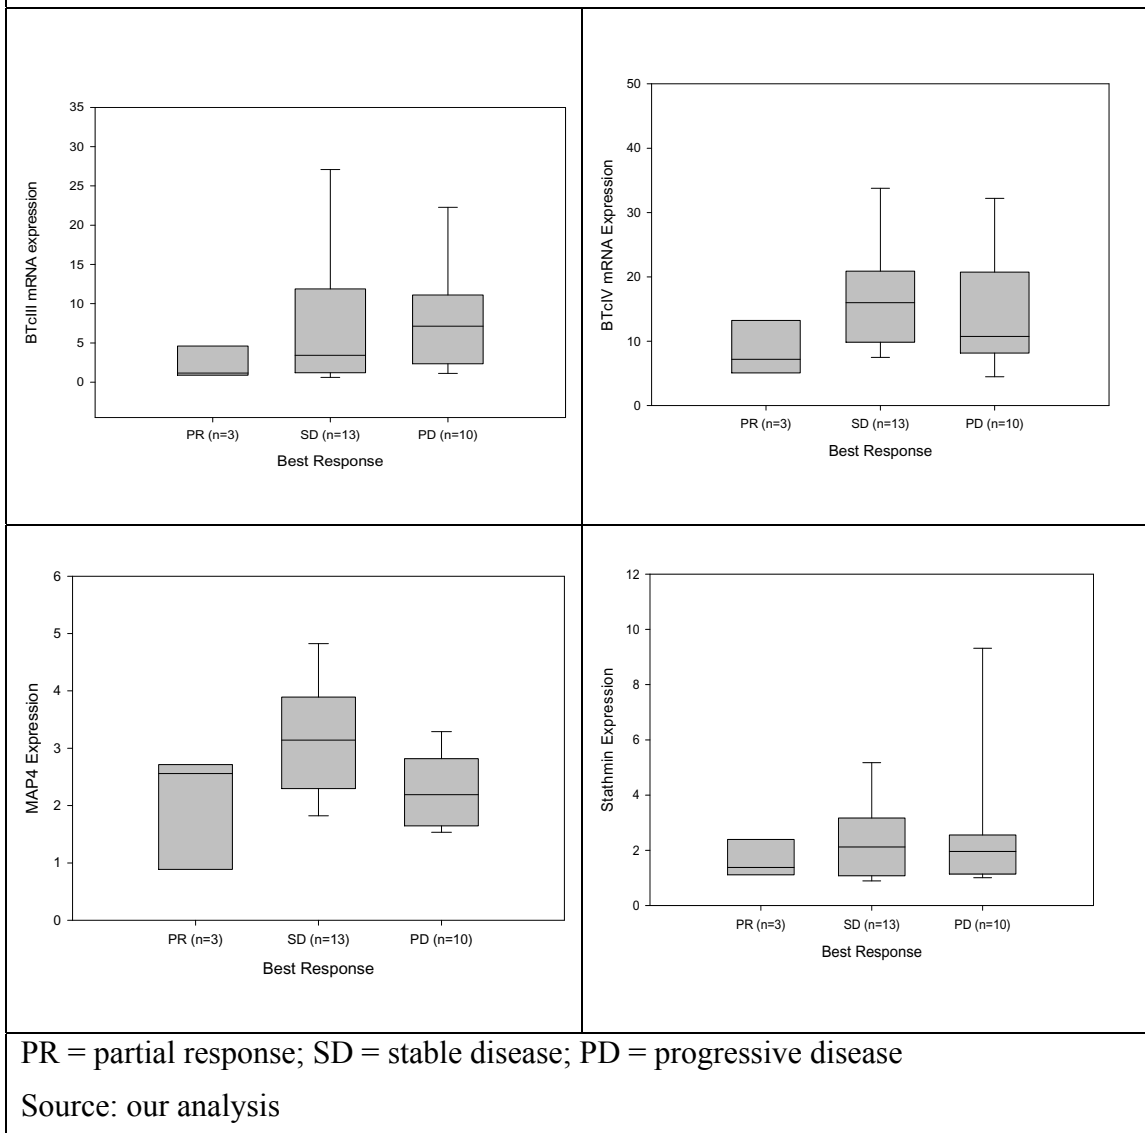 35
30
25
20
15
10
5
0
BTcIII mRNA expression
PR (n=3) SD (n=13) PD (n=10)
Best Response
50
40
30
20
10
0
BTcIV mRNA Expression
PR (n=3) SD (n=13) PD (n=10)
Best Response
6
5
4
3
2
1
0
MAP4 Expression
PR (n=3) SD (n=13) PD (n=10)
Best Response
12
10
8
6
4
2
0
Stathmin Expression
PR (n=3) SD (n=13) PD (n=10)
Best Response
PR = partial response; SD = stable disease; PD = progressive disease
Source: our analysis